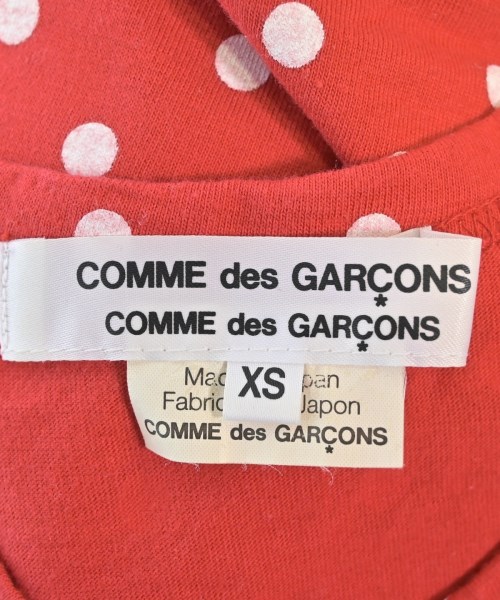 COMME des GARÇONS
COMME des GARÇONS
XS
Mad pan
Fabric Japon
COMME des GARÇONS